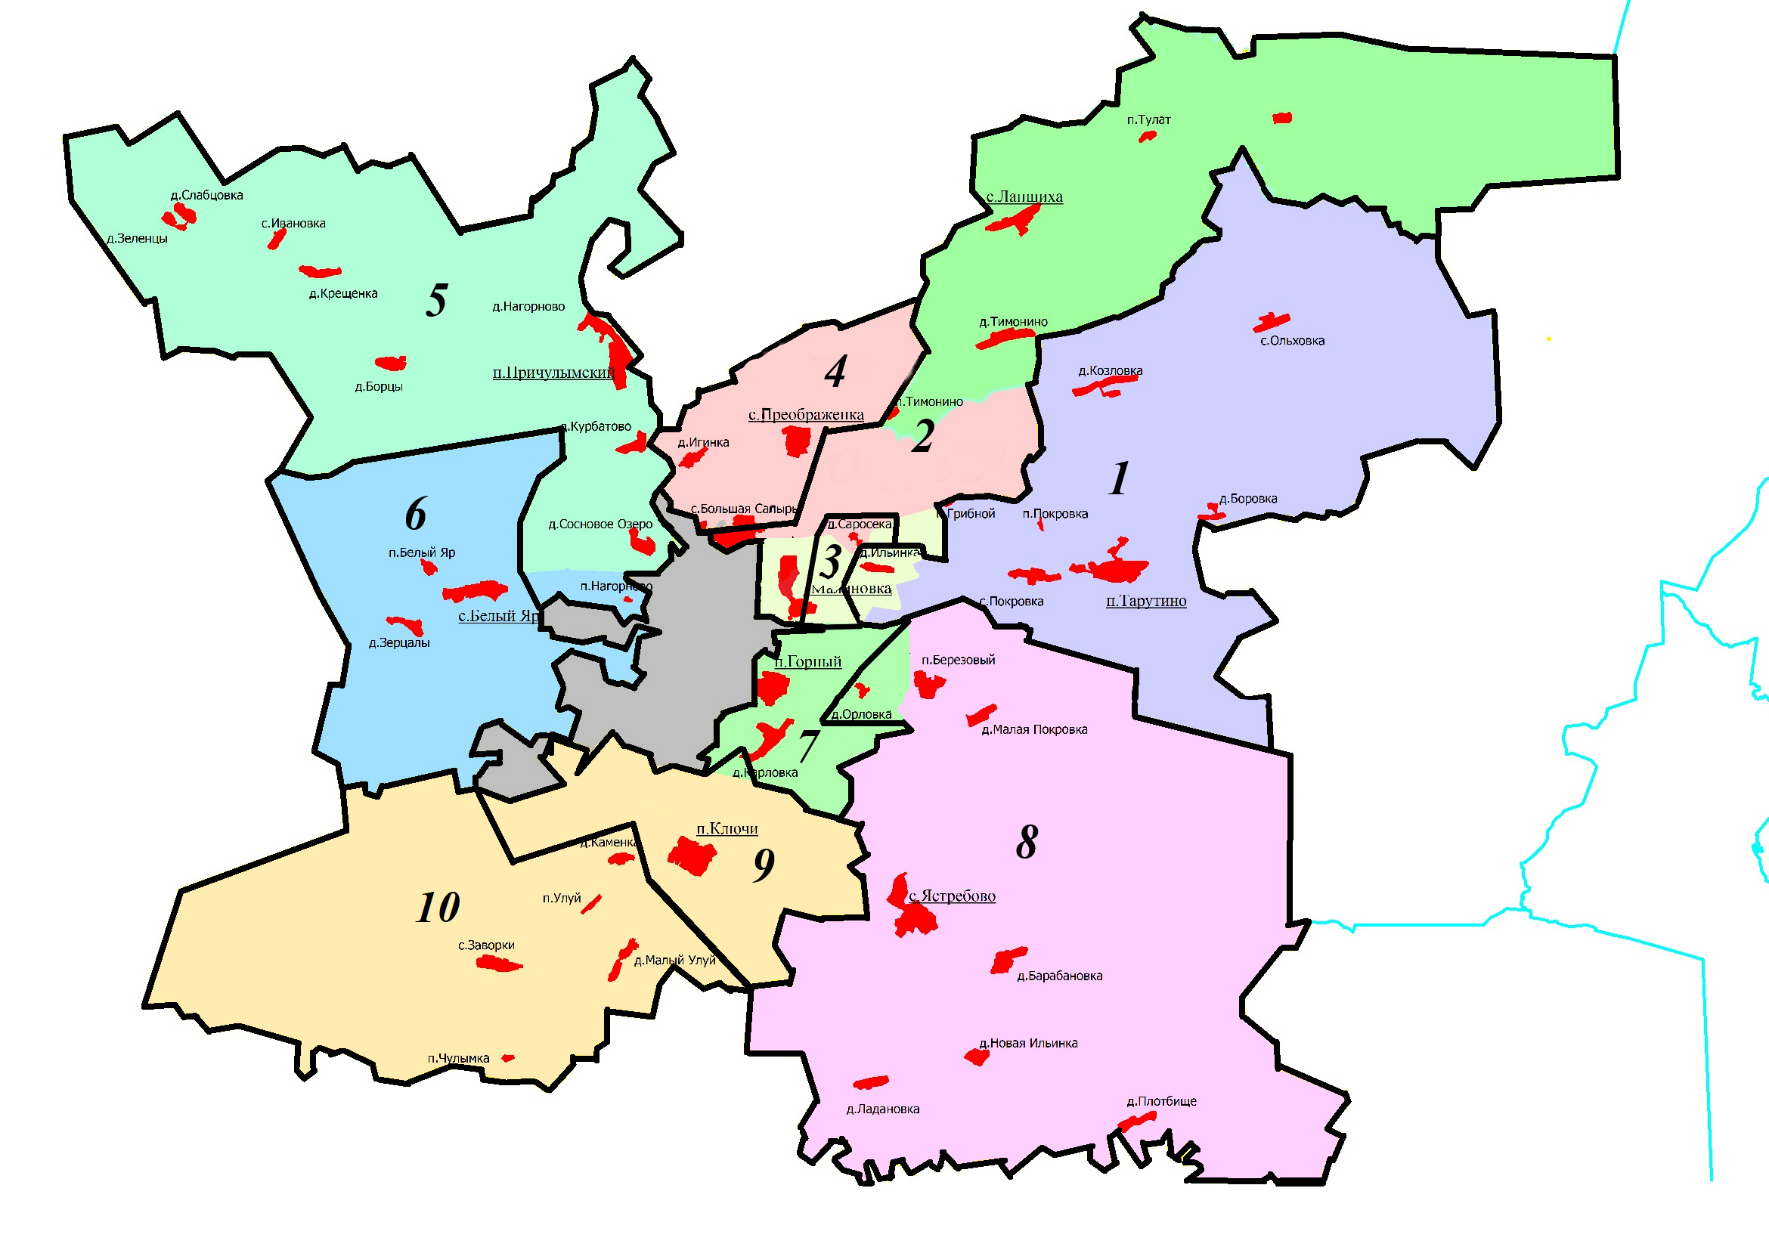 п.Тулат
д.Слабцовка
с.Лапшиха
с.Ивановка
д.Зеленцы
д.Крещенка
5
д.Нагорново
д.Тимонино
с.Ольховка
п.Причулымский
д.Борцы
4
д.Козловка
п.Тимонино
с.Преображенка
д.Курбатово
д.Игинка
2
1
6
с.Большая Салырь
д.Боровка
п.Грибной
п.Покровка
д.Сосновое Озеро
д.Саросека
п.Белый Яр
д.Ильинка
3
п.Нагорново
Малиновка
с.Покровка
п.Тарутино
с.Белый Яр
д.Зерцалы
п.Горный
п.Березовый
д.Орловка
д.Малая Покровка
7
д.Карловка
п.Ключи
д.Каменка
8
9
п.Улуй
10
с.Ястребово
с.Заворки
д.Малый Улуй
д.Барабановка
д.Новая Ильинка
п.Чулымка
д.Ладановка
д.Плотбище